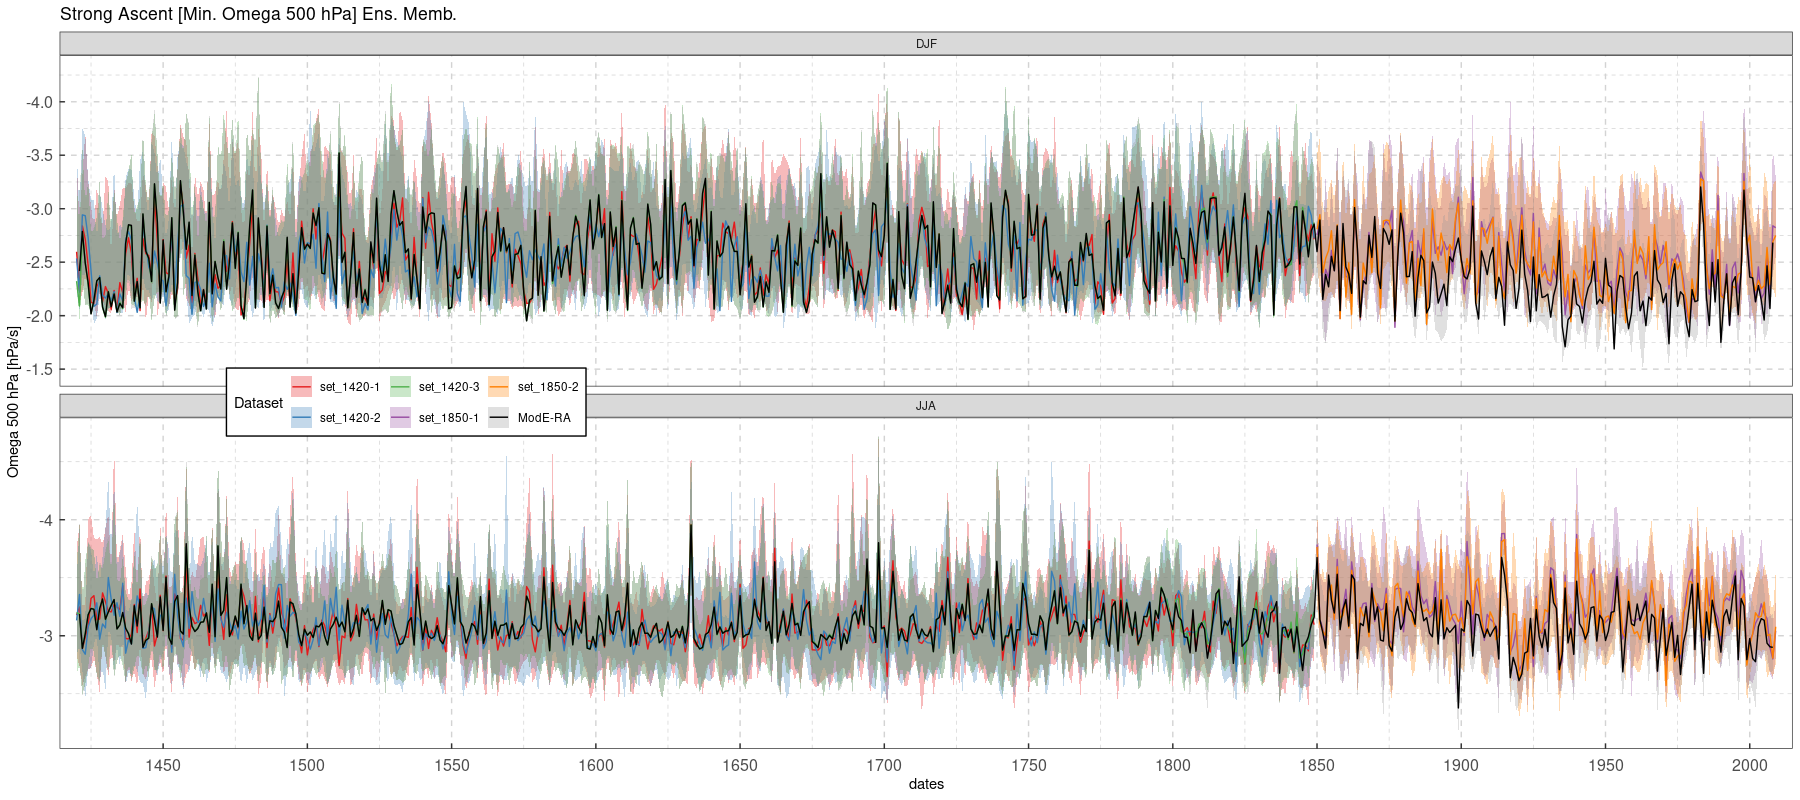 Strong Ascent [Min. Omega 500 hPa] Ens. Memb.
DJF
-4.0
-3.5
-3.0
-2.5
-2.0
-1.5
Omega 500 hPa [hPa/s]
Dataset
set_1420-1 set_1420-3 set_1850-2
set_1420-2 set_1850-1 ModE-RA
JJA
-4
-3
1450 1500 1550 1600 1650 1700 1750 1800 1850 1900 1950 2000
dates